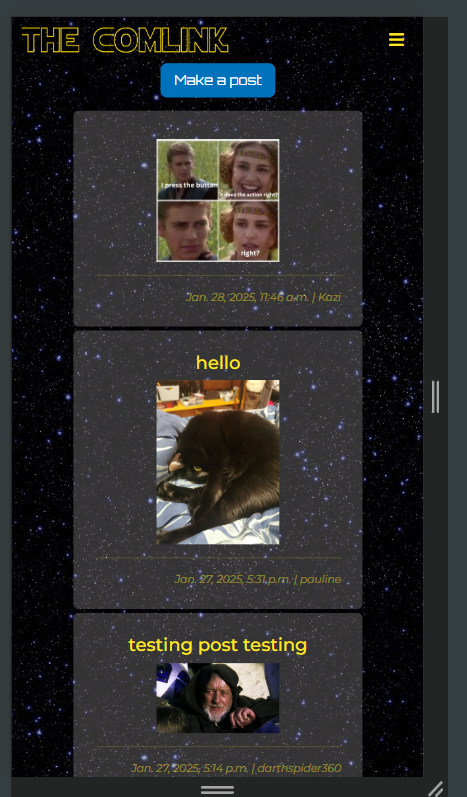 THE COMLINK
Make a post
I press the button
+ does the action right?
right?
Jan. 28, 2025, 11:46 a.m. | Kazi
hello
Jan. 27, 2025, 5:31 p.m. | pauline
testing post testing
Jan. 27, 2025, 5:14 p.m. | darthspider360